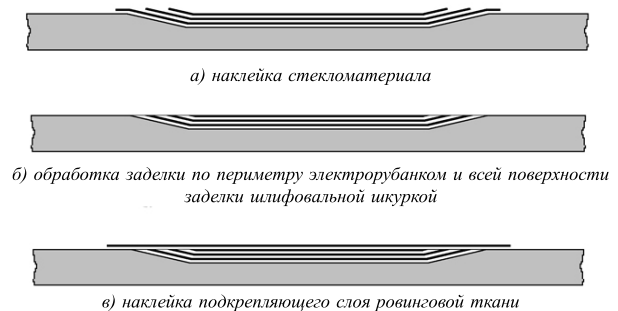 а) наклейка стекломатериала
б) обработка заделки по периметру электрорубанком и всей поверхности
заделки шлифовальной шкуркой
в) наклейка подкрепляющего слоя ровинговой ткани